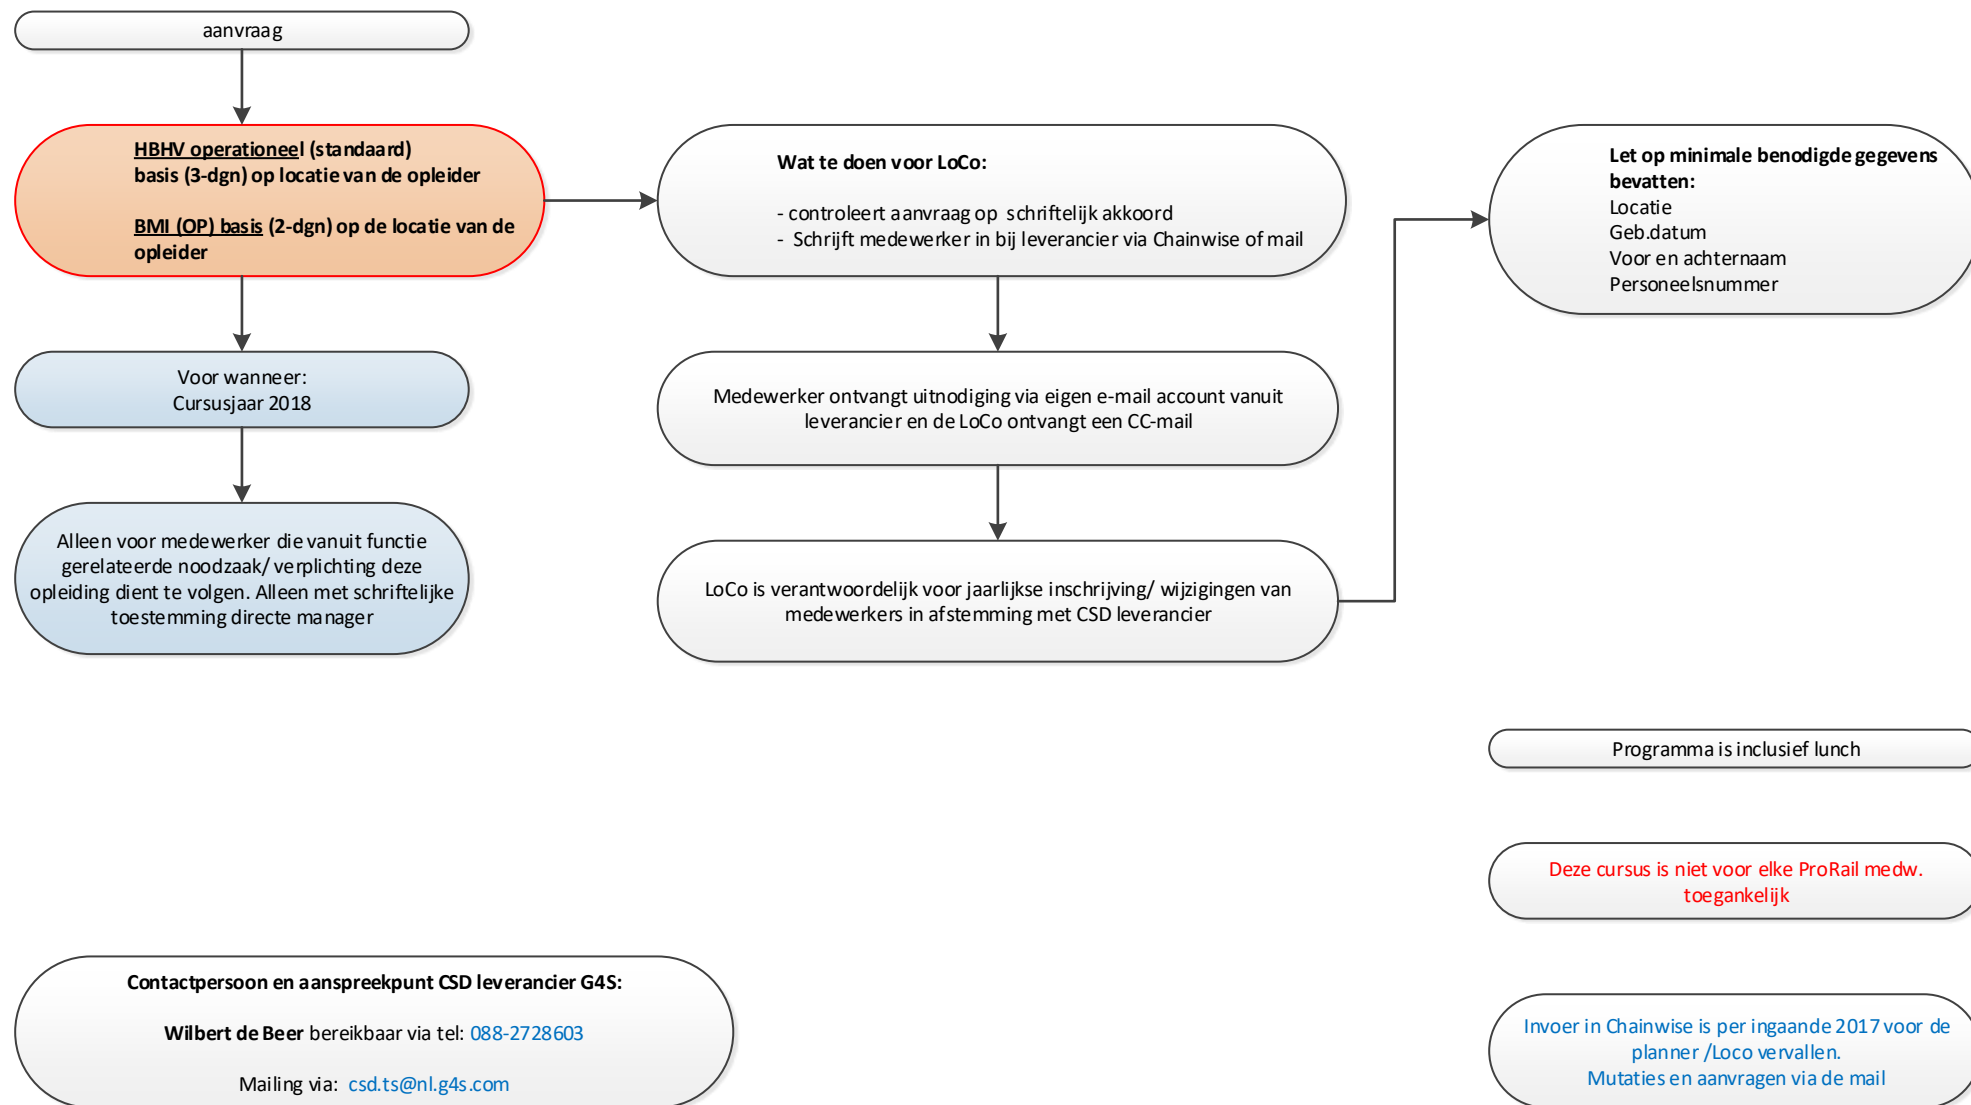 aanvraag
HBHV operationeel (standaard)
basis (3-dgn) op locatie van de opleider
BMI (OP) basis (2-dgn) op de locatie van de
opleider
Voor wanneer:
Cursusjaar 2018
Alleen voor medewerker die vanuit functie
gerelateerde noodzaak/ verplichting deze
opleiding dient te volgen. Alleen met schriftelijke
toestemming directe manager
Wat te doen voor LoCo:
- controleert aanvraag op schriftelijk akkoord
- Schrijft medewerker in bij leverancier via Chainwise of mail
Medewerker ontvangt uitnodiging via eigen e-mail account vanuit
leverancier en de LoCo ontvangt een CC-mail
LoCo is verantwoordelijk voor jaarlijkse inschrijving/ wijzigingen van
medewerkers in afstemming met CSD leverancier
Let op minimale benodigde gegevens
bevatten:
Locatie
Geb.datum
Voor en achternaam
Personeelsnummer
Programma is inclusief lunch
Deze cursus is niet voor elke ProRail medw.
toegankelijk
Contactpersoon en aanspreekpunt CSD leverancier G4S:
Wilbert de Beer bereikbaar via tel: 088-2728603
Mailing via: csd.ts@nl.g4s.com
Invoer in Chainwise is per ingaande 2017 voor de
planner /Loco vervallen.
Mutaties en aanvragen via de mail